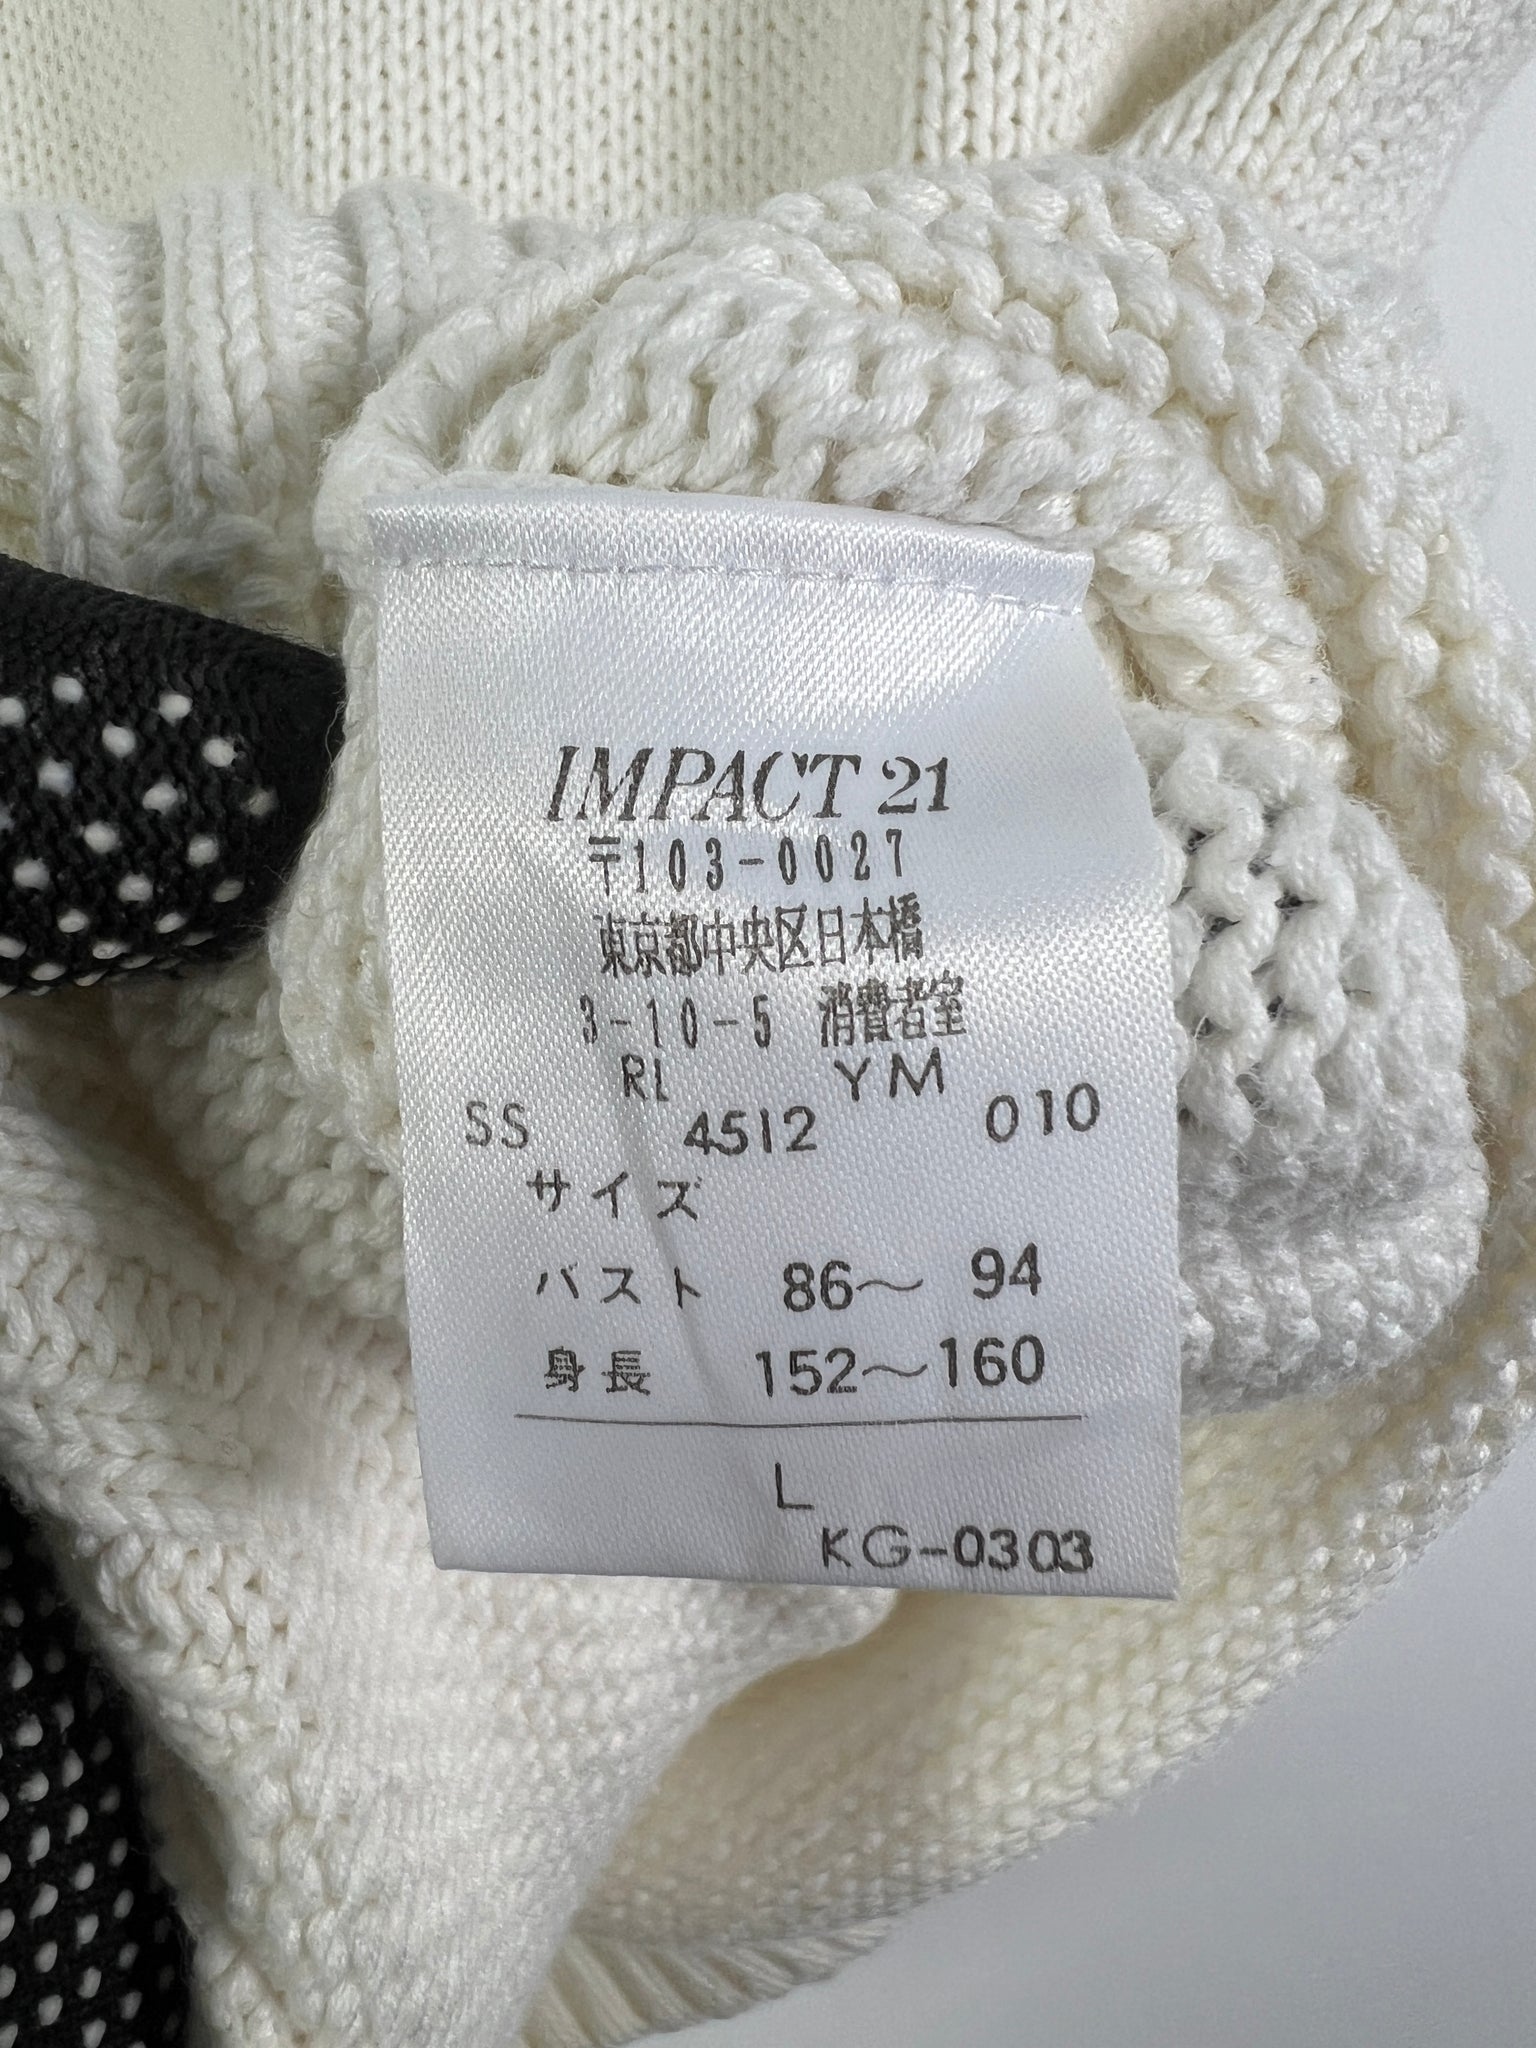 IMPACT 21
〒103-0027
東京都中央区日本橋
3-10-5 消費者室
RL YM
SS 4512 010
サイズ
バスト 86〜 94
身長 152〜160
L
KG-0303